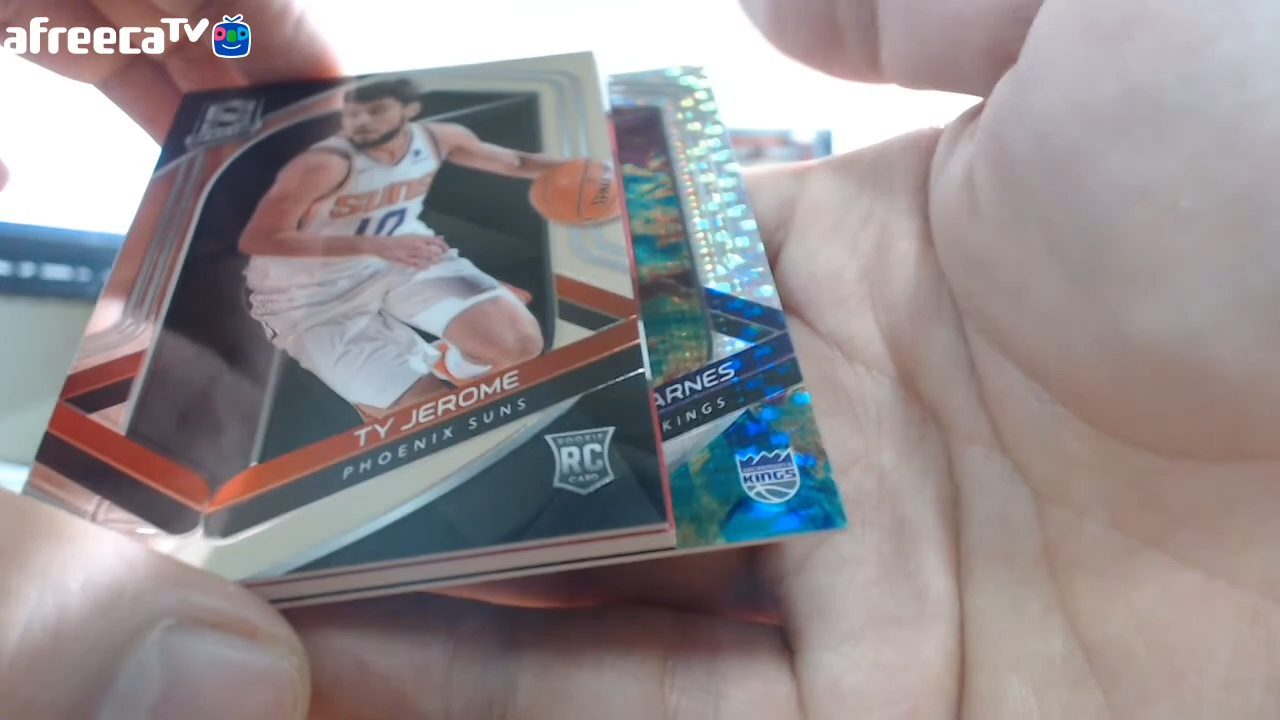 afreecaTV
SUNS
10
TY JEROME
PHOENIX SUNS
ROOKIE
RC
CARD
ARNES
KINGS
KINGS